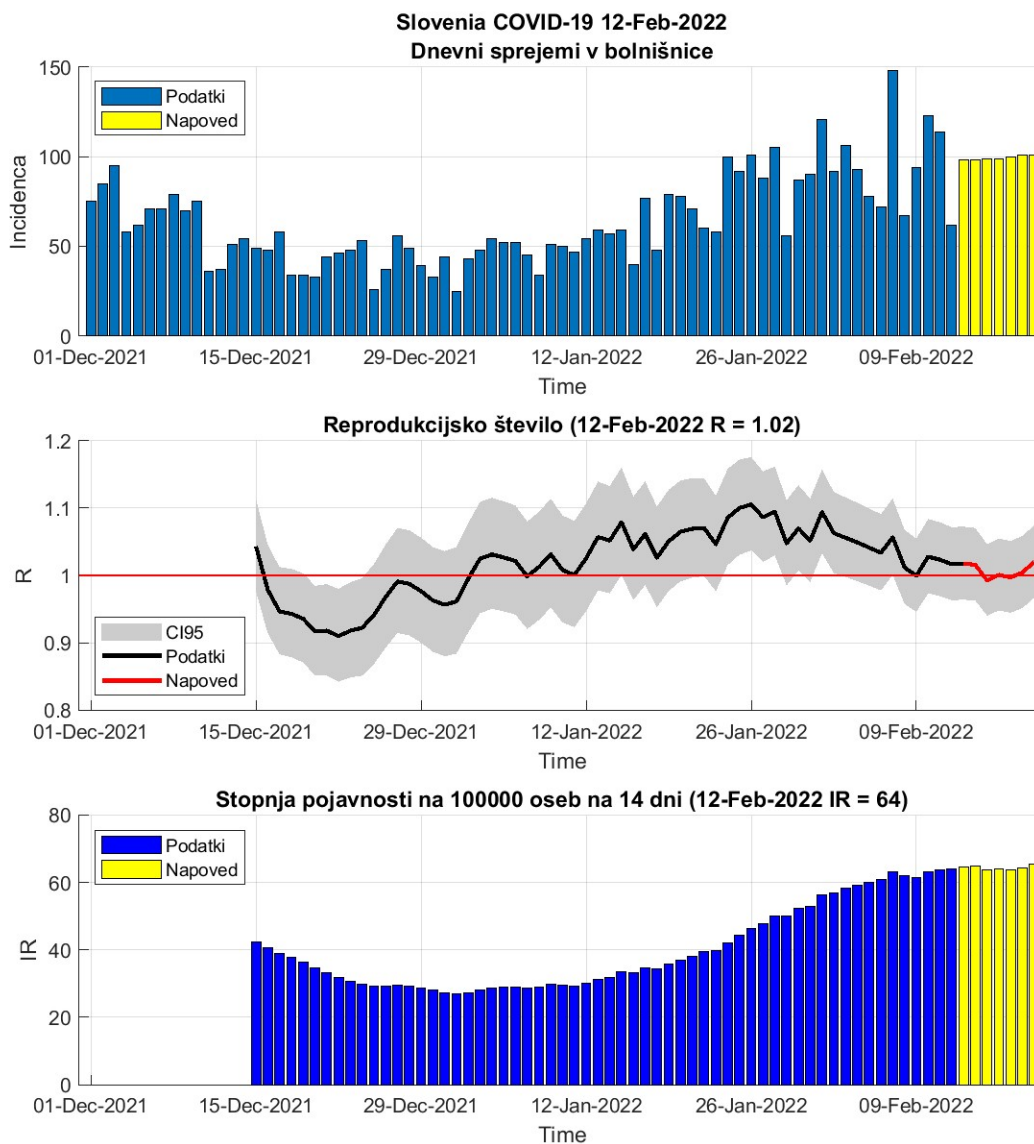 Slovenia COVID-19 12-Feb-2022
Dnevni sprejemi v bolnišnice
150
100
50
0
Incidenca
Podatki
Napoved
01-Dec-2021 15-Dec-2021 29-Dec-2021 12-Jan-2022 26-Jan-2022 09-Feb-2022
Time
Reprodukcijsko število (12-Feb-2022 R = 1.02)
1.2
1.1
1
0.9
0.8
R
CI95
Podatki
Napoved
01-Dec-2021 15-Dec-2021 29-Dec-2021 12-Jan-2022 26-Jan-2022 09-Feb-2022
Time
Stopnja pojavnosti na 100000 oseb na 14 dni (12-Feb-2022 IR = 64)
80
60
40
20
0
IR
Podatki
Napoved
01-Dec-2021 15-Dec-2021 29-Dec-2021 12-Jan-2022 26-Jan-2022 09-Feb-2022
Time